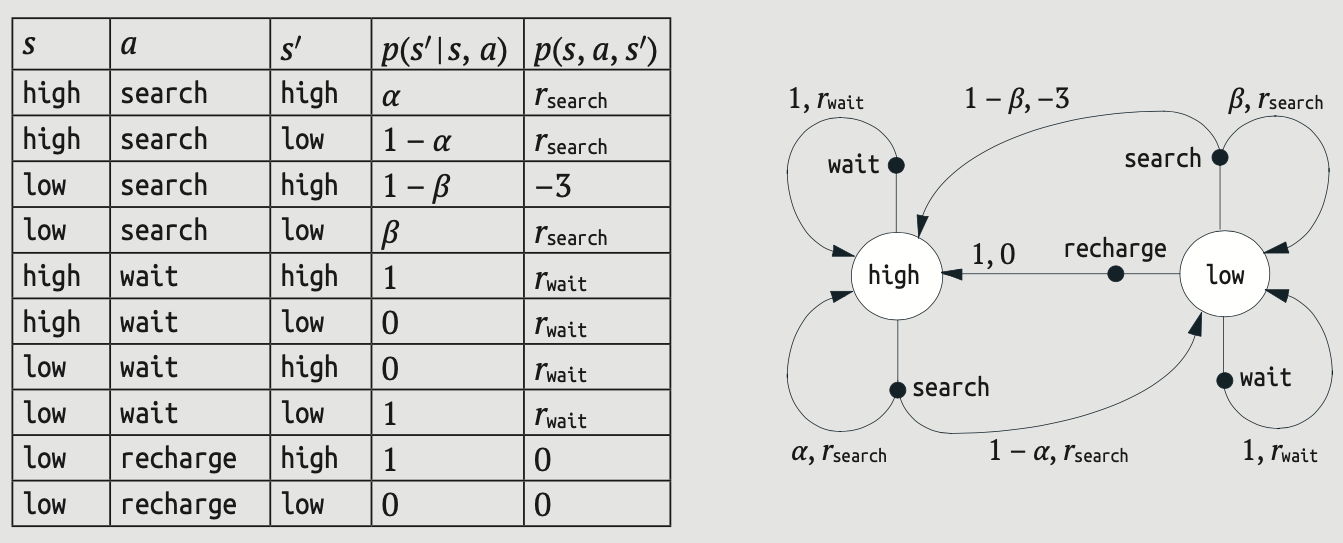 s a s′ p(s′|s, a) p(s, a, s′)
high search high α r_search
high search low 1 − α r_search
low search high 1 − β −3
low search low β r_search
high wait high 1 r_wait
high wait low 0 r_wait
low wait high 0 r_wait
low wait low 1 r_wait
low recharge high 1 0
low recharge low 0 0
1, r_wait
1 − β, −3
β, r_search
wait
search
1, 0
recharge
high
low
search
wait
α, r_search
1 − α, r_search
1, r_wait